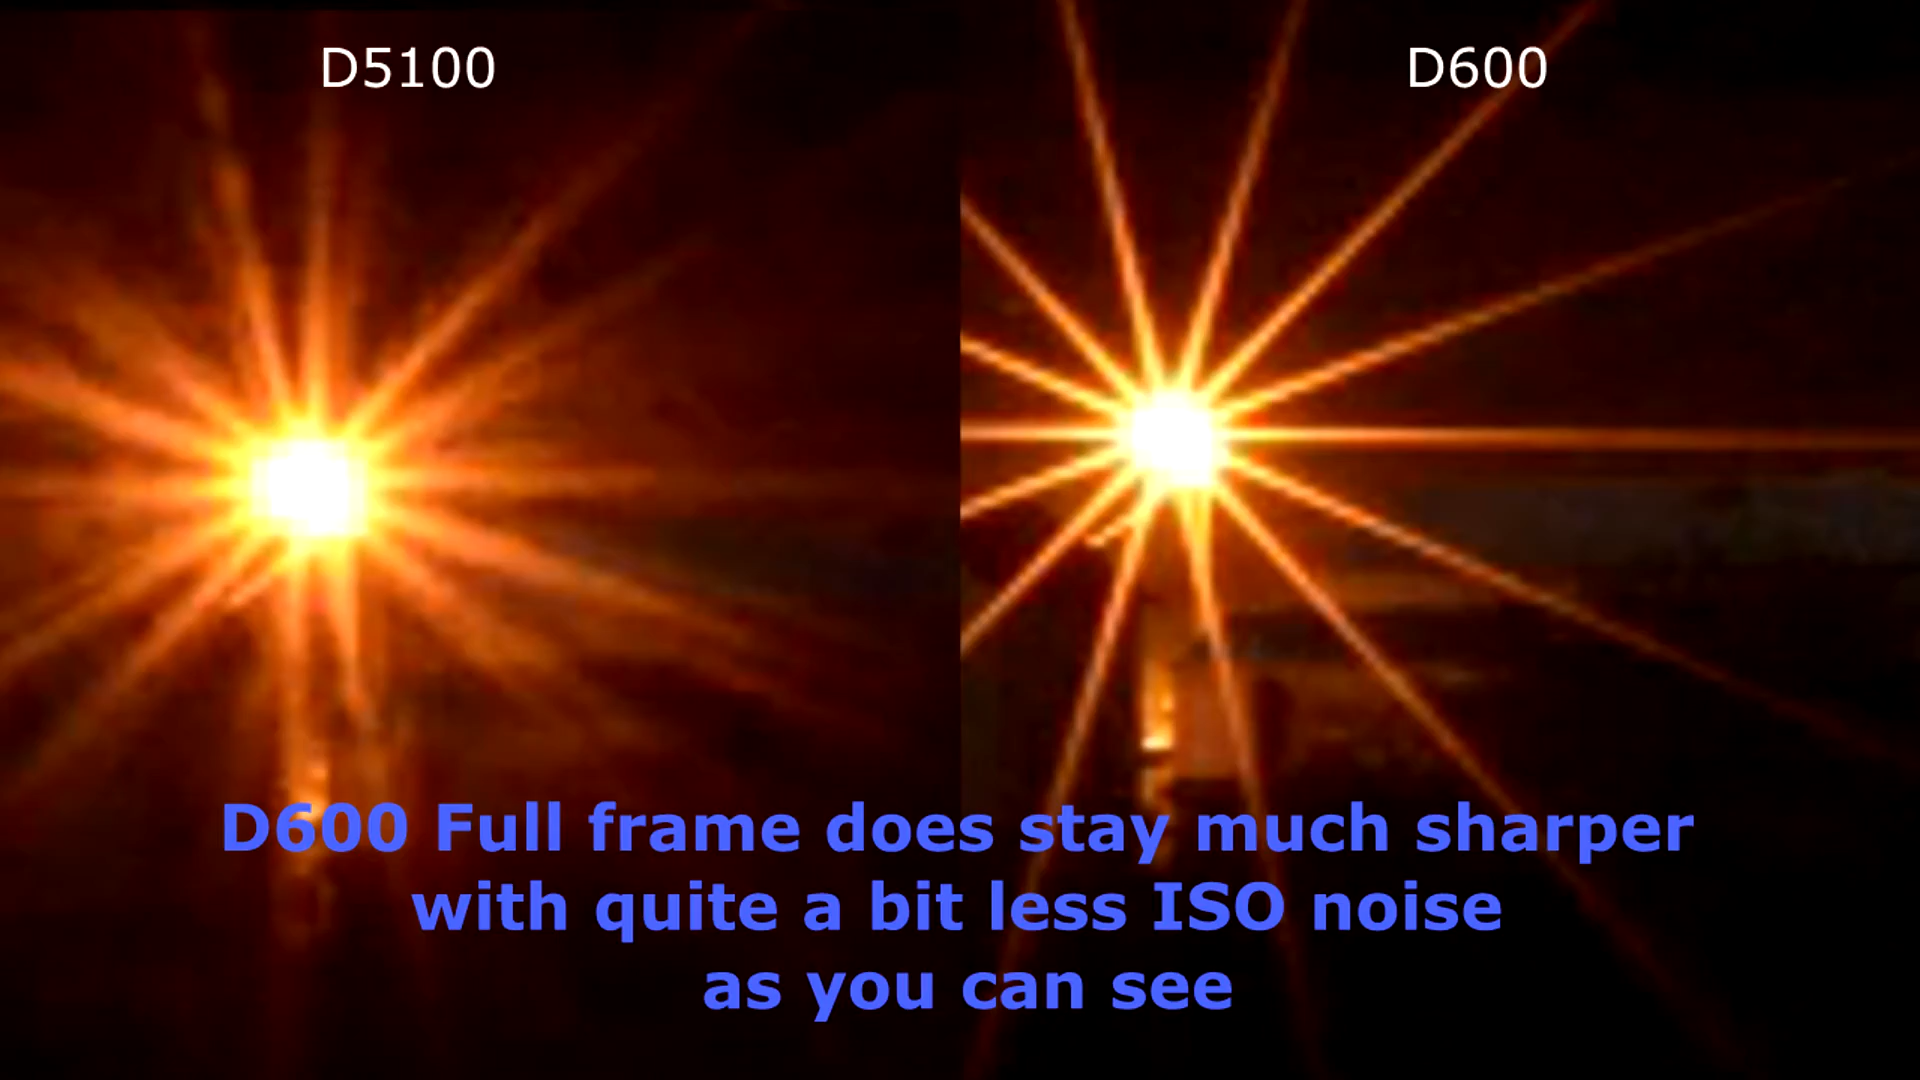 D5100
D600
D600 Full frame does stay much sharper
with quite a bit less ISO noise
as you can see